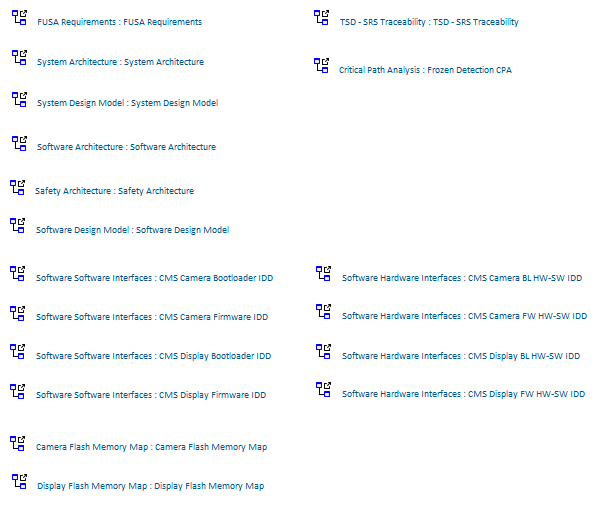 FUSA Requirements : FUSA Requirements
TSD - SRS Traceability : TSD - SRS Traceability
System Architecture : System Architecture
Critical Path Analysis : Frozen Detection CPA
System Design Model : System Design Model
Software Architecture : Software Architecture
Safety Architecture : Safety Architecture
Software Design Model : Software Design Model
Software Software Interfaces : CMS Camera Bootloader IDD
Software Hardware Interfaces : CMS Camera BL HW-SW IDD
Software Software Interfaces : CMS Camera Firmware IDD
Software Hardware Interfaces : CMS Camera FW HW-SW IDD
Software Software Interfaces : CMS Display Bootloader IDD
Software Hardware Interfaces : CMS Display BL HW-SW IDD
Software Software Interfaces : CMS Display Firmware IDD
Software Hardware Interfaces : CMS Display FW HW-SW IDD
Camera Flash Memory Map : Camera Flash Memory Map
Display Flash Memory Map : Display Flash Memory Map